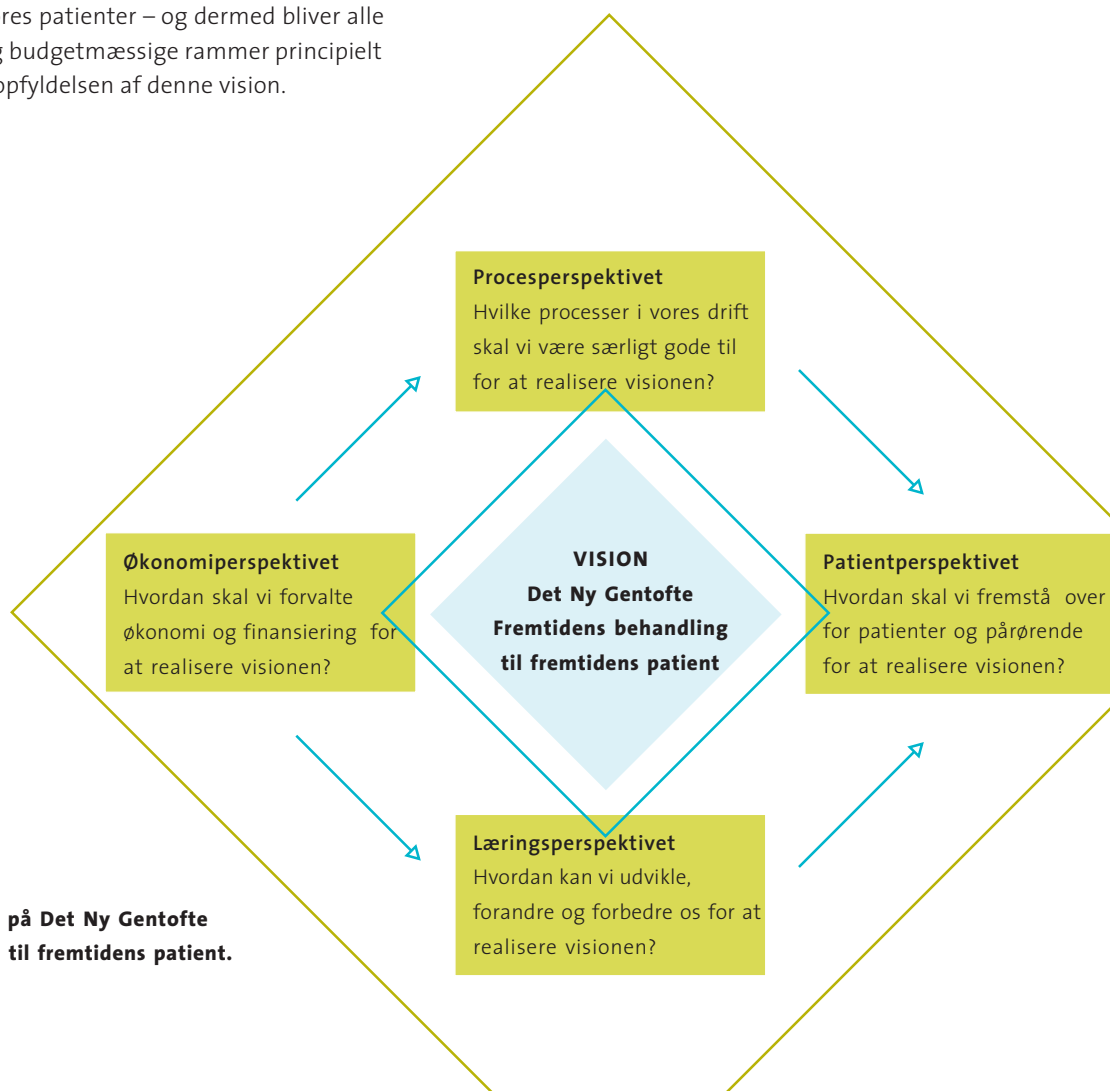 res patienter – og dermed bliver alle
g budgetmæssige rammer principielt
opfyldelsen af denne vision.
Procesperspektivet
Hvilke processer i vores drift
skal vi være særligt gode til
for at realisere visionen?
Økonomiperspektivet
Hvordan skal vi forvalte
økonomi og finansiering for
at realisere visionen?
VISION
Det Ny Gentofte
Fremtidens behandling
til fremtidens patient
Patientperspektivet
Hvordan skal vi fremstå over
for patienter og pårørende
for at realisere visionen?
Læringsperspektivet
Hvordan kan vi udvikle,
forandre og forbedre os for at
realisere visionen?
på Det Ny Gentofte
til fremtidens patient.